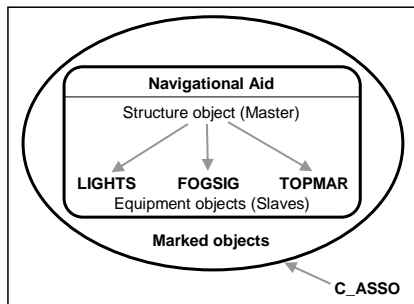 Navigational Aid
Structure object (Master)
LIGHTS FOGSIG TOPMAR
Equipment objects (Slaves)
Marked objects
C_ASSO